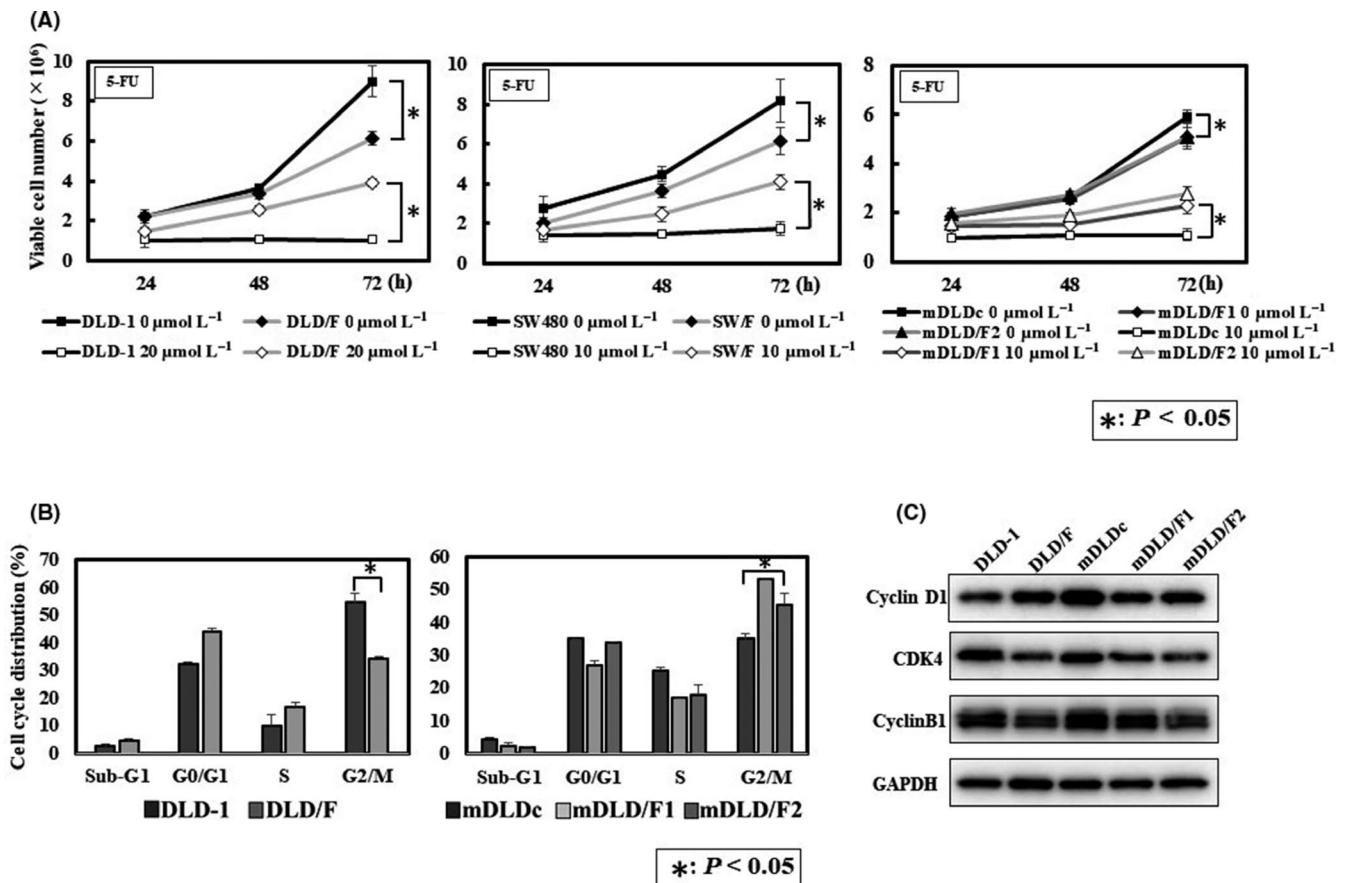 (A)
Viable cell number (×10⁶)
10
8
6
4
2
0
5-FU
24 48 72 (h)
DLD-1 0 µmol L⁻¹ DLD/F 0 µmol L⁻¹
DLD-1 20 µmol L⁻¹ DLD/F 20 µmol L⁻¹
10
8
6
4
2
0
5-FU
24 48 72 (h)
SW480 0 µmol L⁻¹ SW/F 0 µmol L⁻¹
SW480 10 µmol L⁻¹ SW/F 10 µmol L⁻¹
8
6
4
2
0
5-FU
24 48 72 (h)
mDLDc 0 µmol L⁻¹ mDLD/F1 0 µmol L⁻¹
mDLD/F2 0 µmol L⁻¹ mDLDc 10 µmol L⁻¹
mDLD/F1 10 µmol L⁻¹ mDLD/F2 10 µmol L⁻¹
*
*
*
*
*
*
*: P < 0.05
(B)
Cell cycle distribution (%)
70
60
50
40
30
20
10
0
*
Sub-G1 G0/G1 S G2/M
DLD-1 DLD/F
60
50
40
30
20
10
0
*
Sub-G1 G0/G1 S G2/M
mDLDc mDLD/F1 mDLD/F2
*: P < 0.05
(C)
DLD-1 DLD/F mDLDc mDLD/F1 mDLD/F2
Cyclin D1
CDK4
CyclinB1
GAPDH